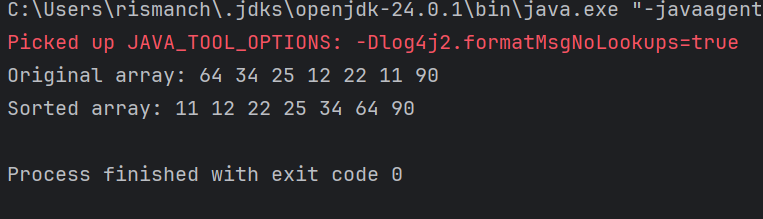 C:\Users\rismanch\.jdks\openjdk-24.0.1\bin\java.exe "-javaagent
Picked up JAVA_TOOL_OPTIONS: -Dlog4j2.formatMsgNoLookups=true
Original array: 64 34 25 12 22 11 90
Sorted array: 11 12 22 25 34 64 90
Process finished with exit code 0